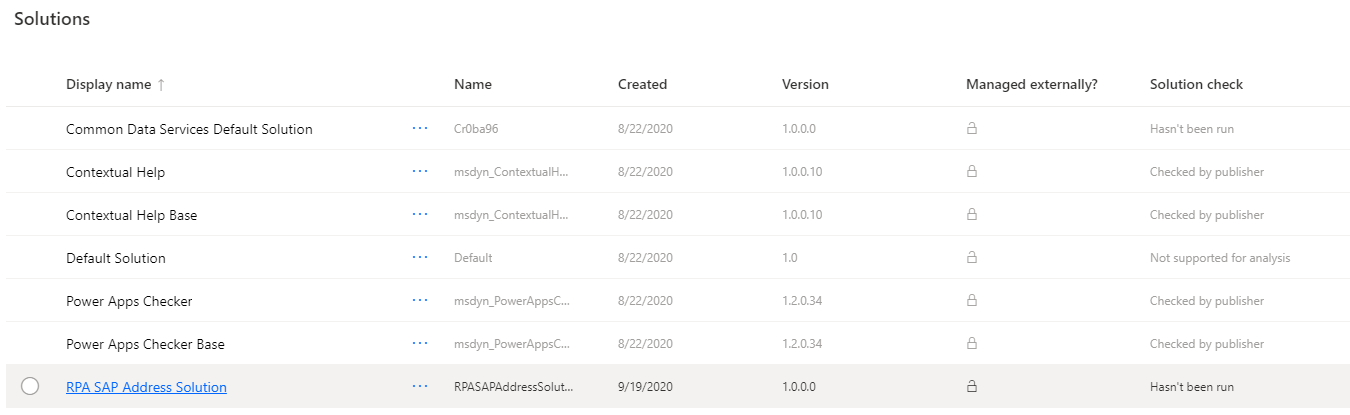 Solutions
Display name ↑ Name Created Version Managed externally? Solution check
Common Data Services Default Solution ... Cr0ba96 8/22/2020 1.0.0.0 Hasn't been run
Contextual Help ... msdyn_ContextualH... 8/22/2020 1.0.0.10 Checked by publisher
Contextual Help Base ... msdyn_ContextualH... 8/22/2020 1.0.0.10 Checked by publisher
Default Solution ... Default 8/22/2020 1.0 Not supported for analysis
Power Apps Checker ... msdyn_PowerAppsC... 8/22/2020 1.2.0.34 Checked by publisher
Power Apps Checker Base ... msdyn_PowerAppsC... 8/22/2020 1.2.0.34 Checked by publisher
RPA SAP Address Solution ... RPASAPAddressSolut... 9/19/2020 1.0.0.0 Hasn't been run